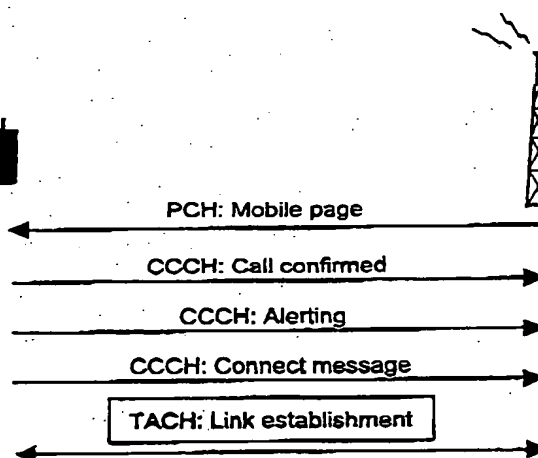 PCH: Mobile page
CCCH: Call confirmed
CCCH: Alerting
CCCH: Connect message
TACH: Link establishment